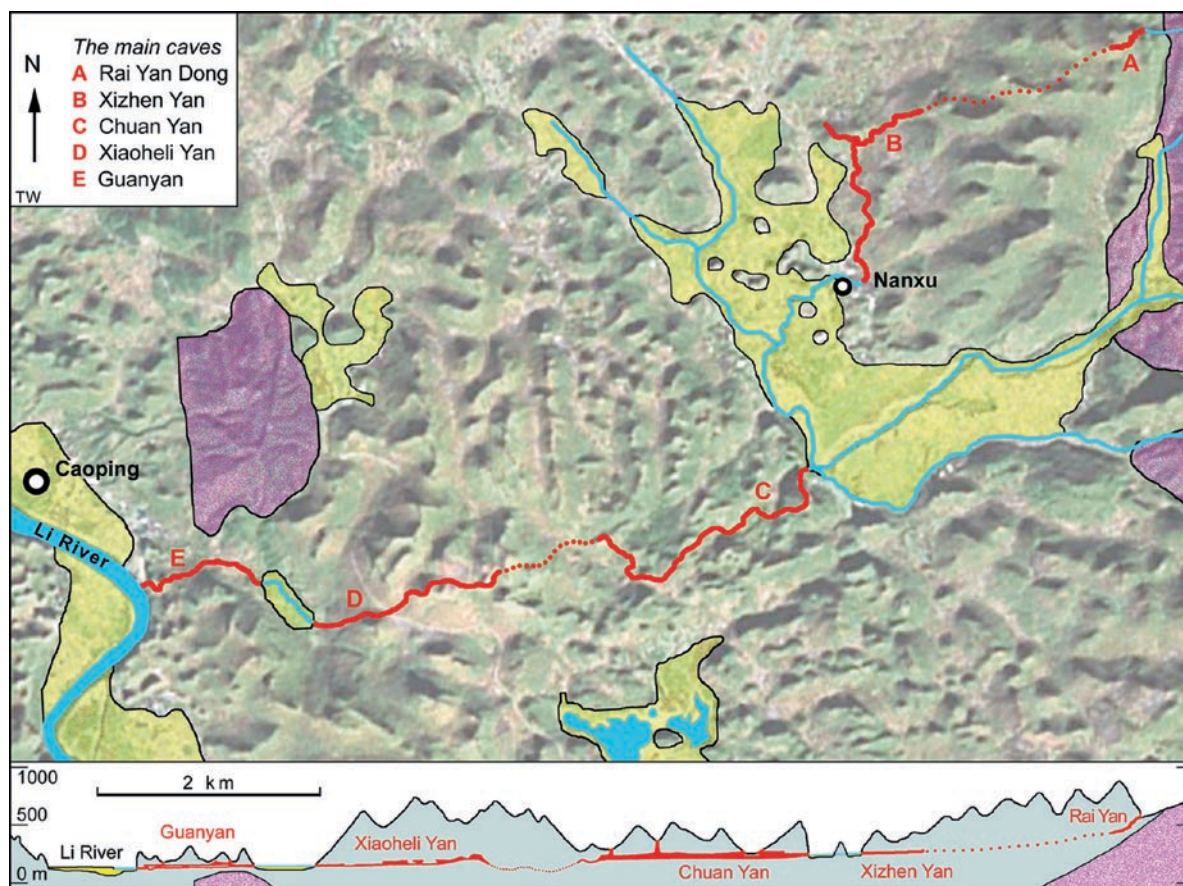 The main caves
N
A Rai Yan Dong
B Xizhen Yan
C Chuan Yan
D Xiaoheli Yan
E Guanyan
TW
A
B
Nanxu
Caoping
C
Li River
E
D
1000
2 km
500
Rai Yan
Guanyan
Xiaoheli Yan
Li River
Chuan Yan
Xizhen Yan
0 m